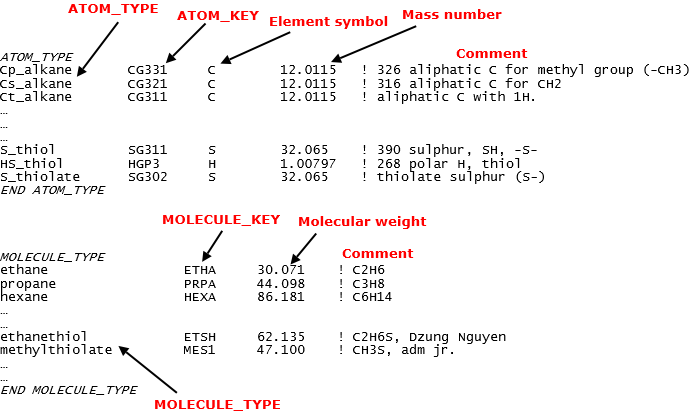 ATOM_TYPE ATOM_KEY Element symbol Mass number
Comment
ATOM_TYPE
Cp_alkane CG331 C 12.0115 ! 326 aliphatic C for methyl group (-CH3)
Cs_alkane CG321 C 12.0115 ! 316 aliphatic C for CH2
Ct_alkane CG311 C 12.0115 ! aliphatic C with 1H.
…
…
…
S_thiol SG311 S 32.065 ! 390 sulphur, SH, -S-
HS_thiol HGP3 H 1.00797 ! 268 polar H, thiol
S_thiolate SG302 S 32.065 ! thiolate sulphur (S-)
END ATOM_TYPE
MOLECULE_KEY Molecular weight
Comment
MOLECULE_TYPE
ethane ETHA 30.071 ! C2H6
propane PRPA 44.098 ! C3H8
hexane HEXA 86.181 ! C6H14
…
…
ethanethiol ETSH 62.135 ! C2H6S, Dzung Nguyen
methylthiolate MES1 47.100 ! CH3S, adm jr.
…
…
END MOLECULE_TYPE
MOLECULE_TYPE